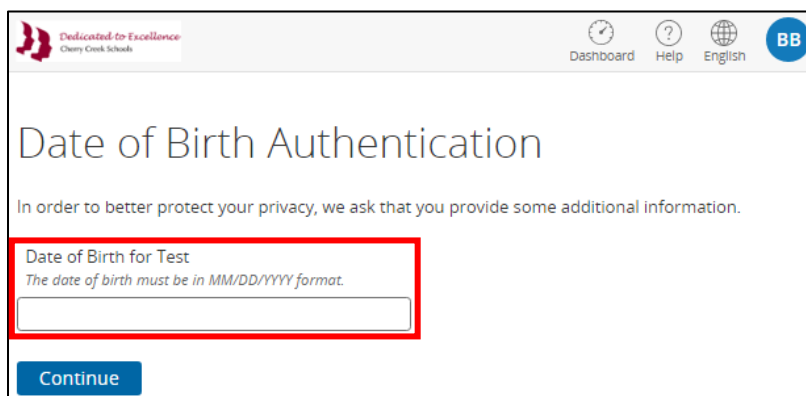 Dedicated to Excellence
Cherry Creek Schools
Dashboard Help English BB
Date of Birth Authentication
In order to better protect your privacy, we ask that you provide some additional information.
Date of Birth for Test
The date of birth must be in MM/DD/YYYY format.
Continue